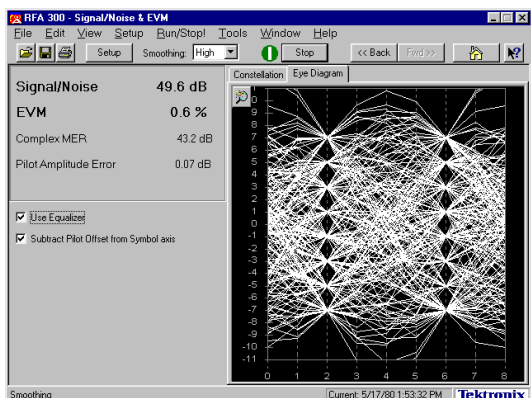 RFA 300 - Signal/Noise & EVM
File Edit View Setup Run/Stop! Tools Window Help
Setup Smoothing: High Stop << Back Fwd >>
Signal/Noise 49.6 dB
EVM 0.6 %
Complex MER 43.2 dB
Pilot Amplitude Error 0.07 dB
Use Equalizer
Subtract Pilot Offset from Symbol axis
Constellation Eye Diagram
9
8
7
6
5
4
3
2
1
0
-1
-2
-3
-4
-5
-6
-7
-8
-9
-10
-11
0 1 2 3 4 5 6 7 8
Smoothing Current: 5/17/80 1:53:32 PM Tektronix